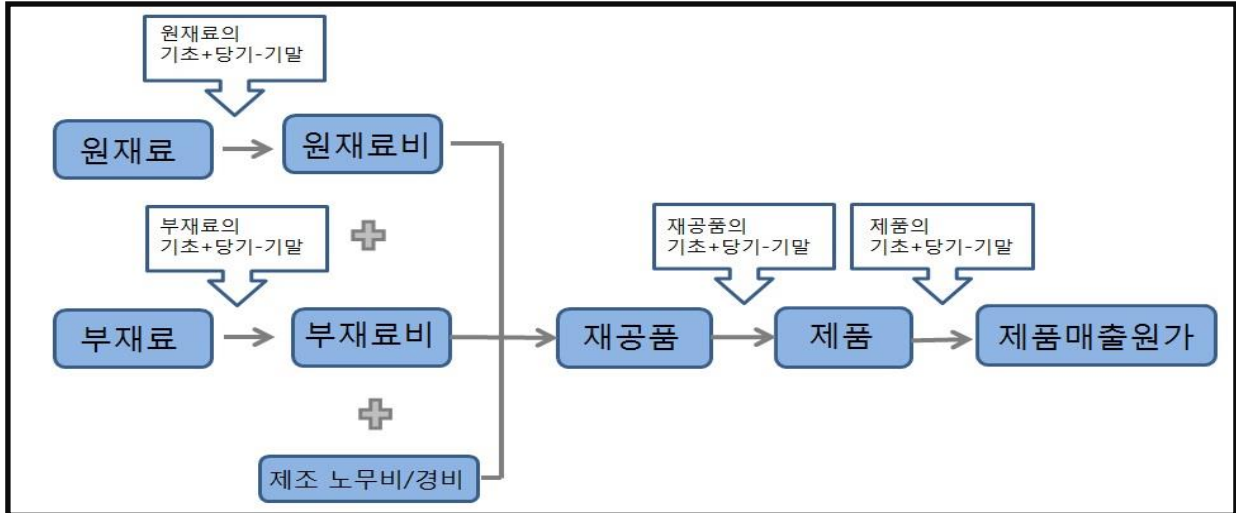 원재료의
기초+당기-기말
원재료
원재료비
부재료의
기초+당기-기말
재공품의
기초+당기-기말
제품의
기초+당기-기말
부재료
부재료비
재공품
제품
제품매출원가
제조 노무비/경비